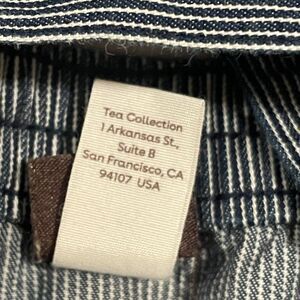 Tea Collection
1 Arkansas St.,
Suite B
San Francisco, CA
94107 USA